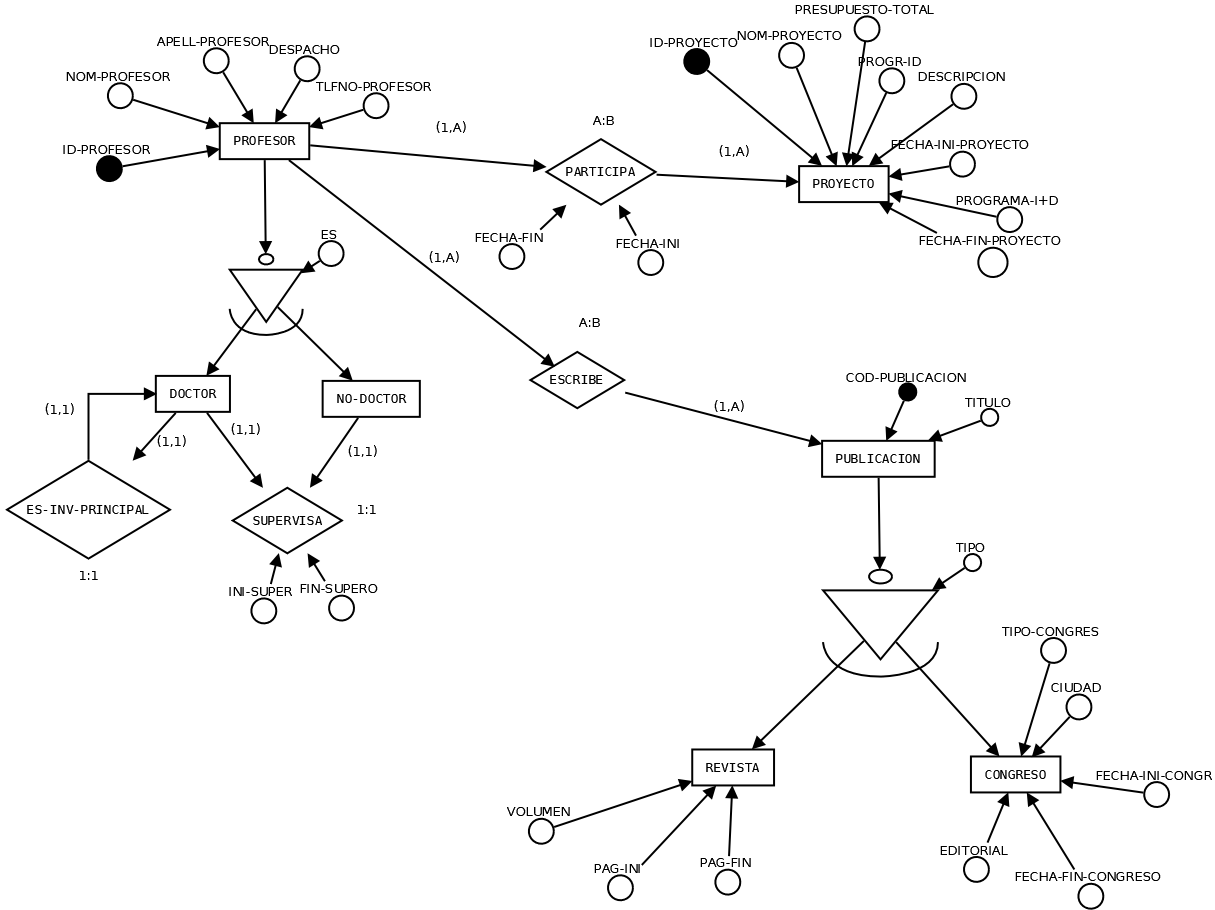 PRESUPUESTO-TOTAL
APELL-PROFESOR
DESPACHO
ID-PROYECTO
NOM-PROYECTO
PROGR-ID
NOM-PROFESOR
TLFNO-PROFESOR
DESCRIPCION
(1,A)
A:B
ID-PROFESOR
PROFESOR
FECHA-INI-PROYECTO
(1,A)
PARTICIPA
PROYECTO
PROGRAMA-I+D
ES
FECHA-FIN
FECHA-INI
FECHA-FIN-PROYECTO
(1,A)
A:B
ESCRIBE
COD-PUBLICACION
DOCTOR
NO-DOCTOR
TITULO
(1,1)
(1,A)
(1,1)
(1,1)
(1,1)
PUBLICACION
ES-INV-PRINCIPAL
SUPERVISA
1:1
1:1
TIPO
INI-SUPER
FIN-SUPERO
TIPO-CONGRES
CIUDAD
REVISTA
CONGRESO
FECHA-INI-CONGR
VOLUMEN
EDITORIAL
PAG-INI
PAG-FIN
FECHA-FIN-CONGRESO